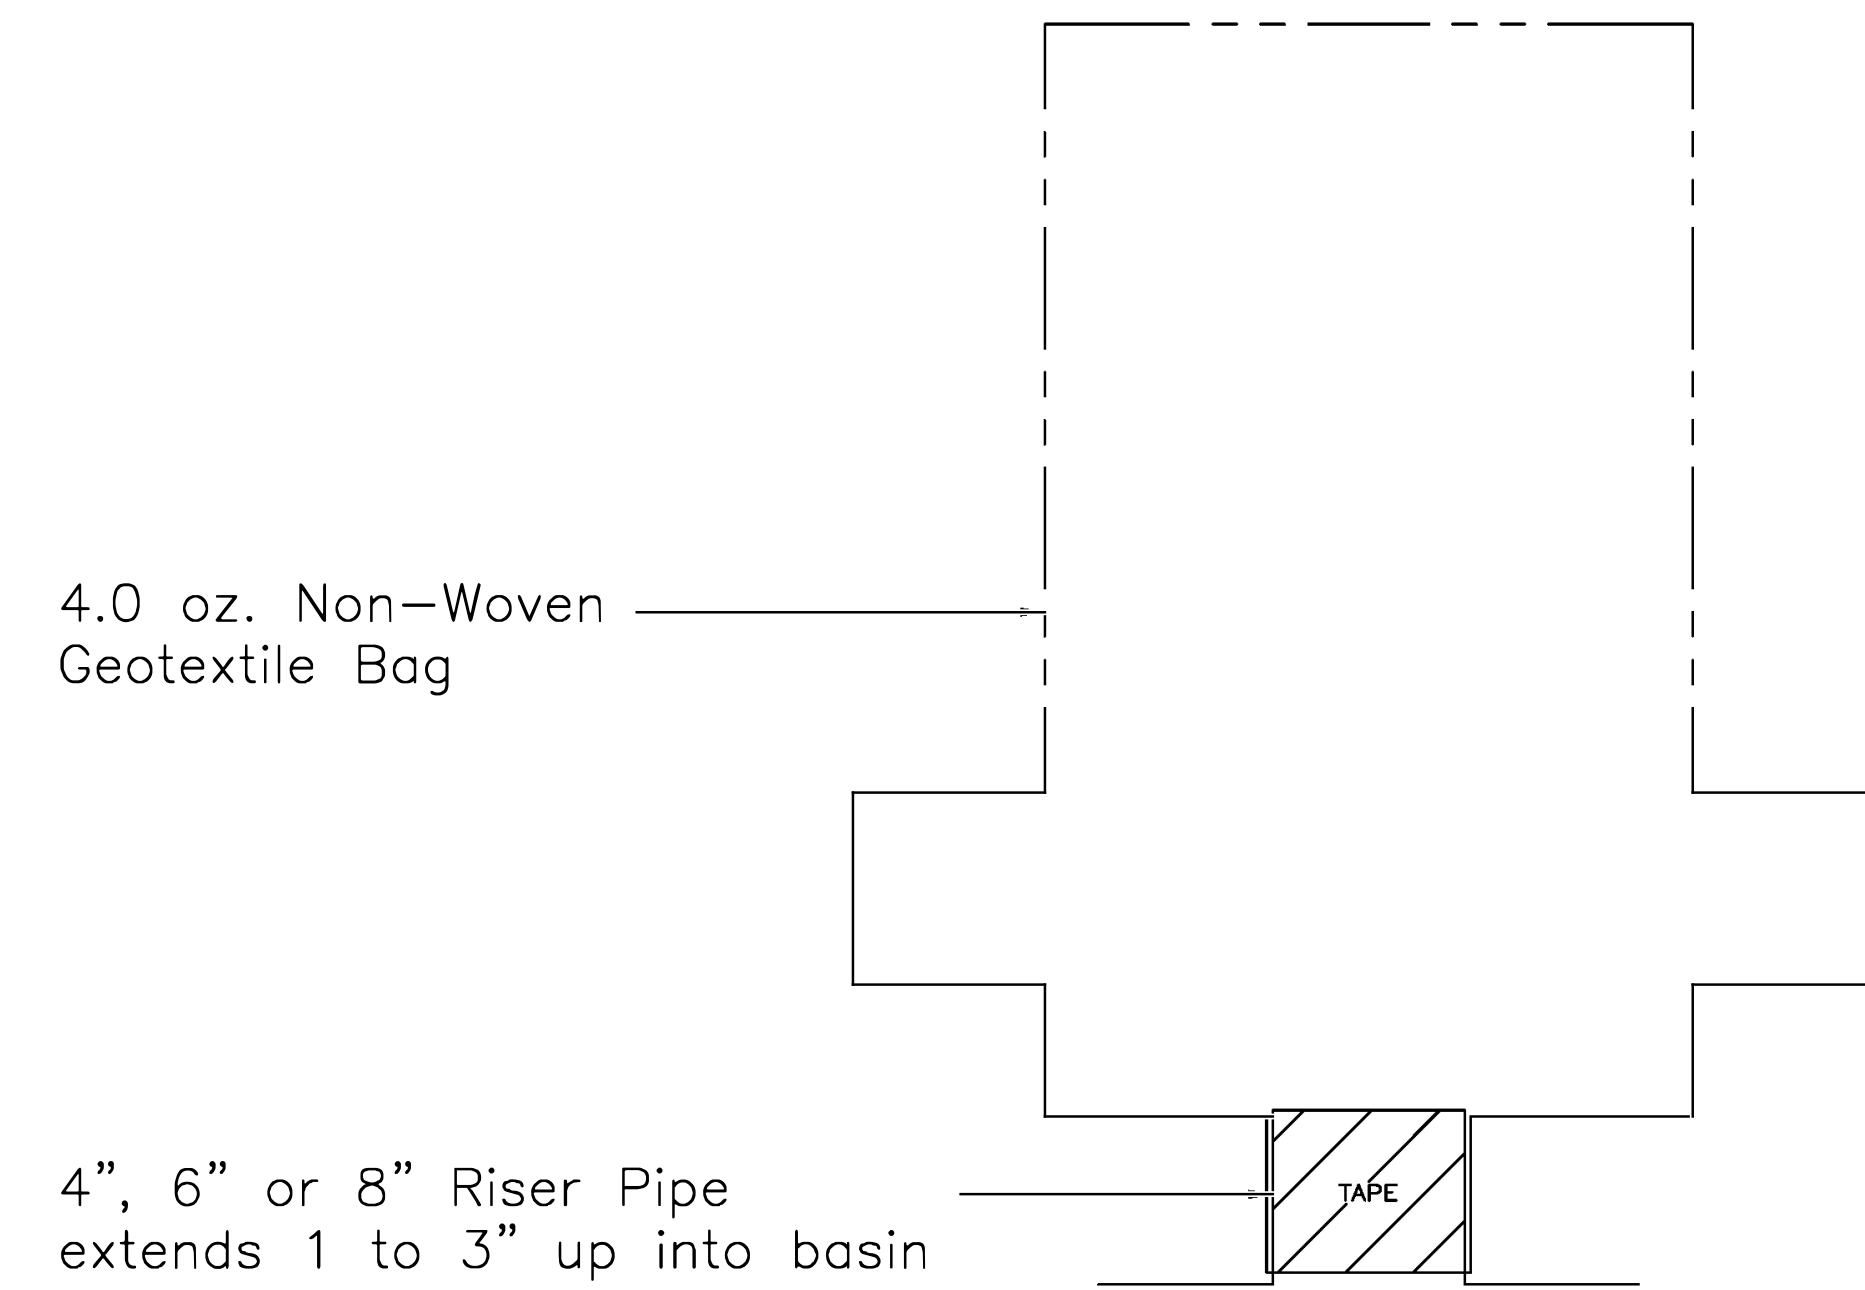 4.0 oz. Non-Woven
Geotextile Bag
4”, 6” or 8” Riser Pipe
extends 1 to 3” up into basin
TAPE